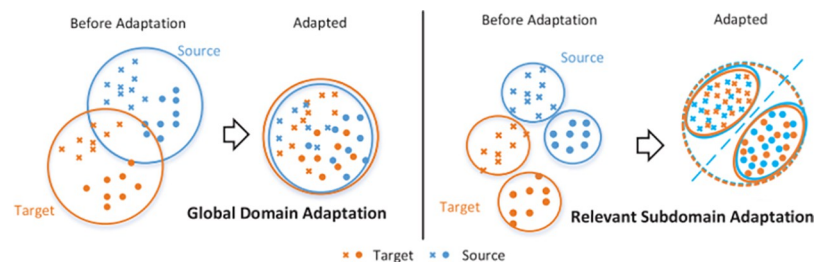 Before Adaptation
Adapted
Source
Target
Global Domain Adaptation
Before Adaptation
Adapted
Source
Target
Relevant Subdomain Adaptation
Target
Source